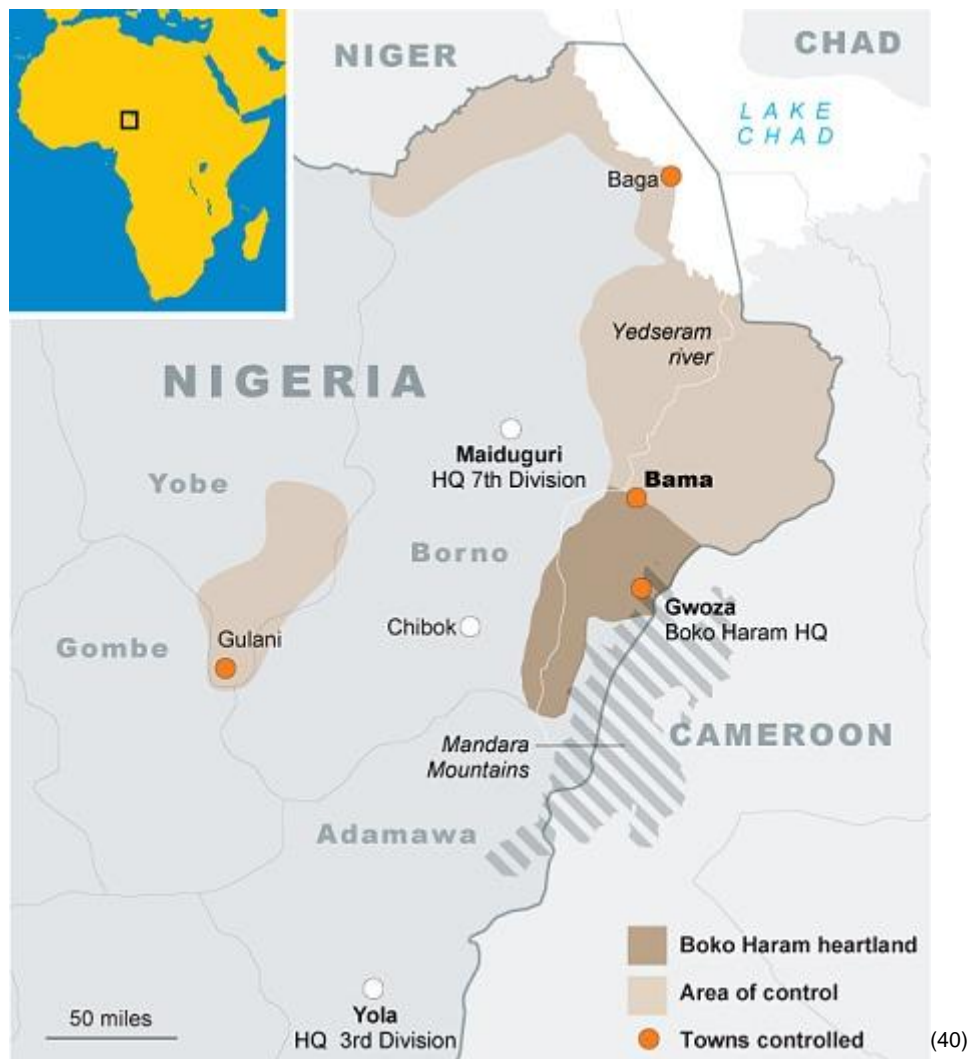 NIGER
CHAD
LAKE
CHAD
Baga
Yedseram
river
NIGERIA
Maiduguri
HQ 7th Division
Yobe
Bama
Borno
Gwoza
Boko Haram HQ
Chibok
Gulani
Gombe
CAMEROON
Mandara
Mountains
Adamawa
Boko Haram heartland
Area of control
Yola
HQ 3rd Division
50 miles
Towns controlled
(40)